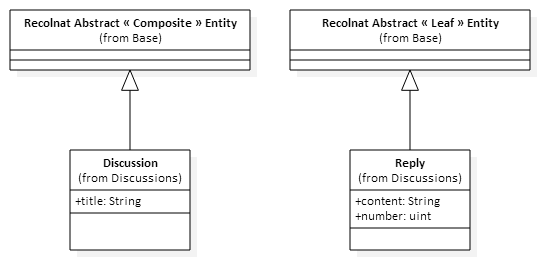 Recolnat Abstract « Composite » Entity
(from Base)
Recolnat Abstract « Leaf » Entity
(from Base)
Discussion
(from Discussions)
+title: String
Reply
(from Discussions)
+content: String
+number: uint